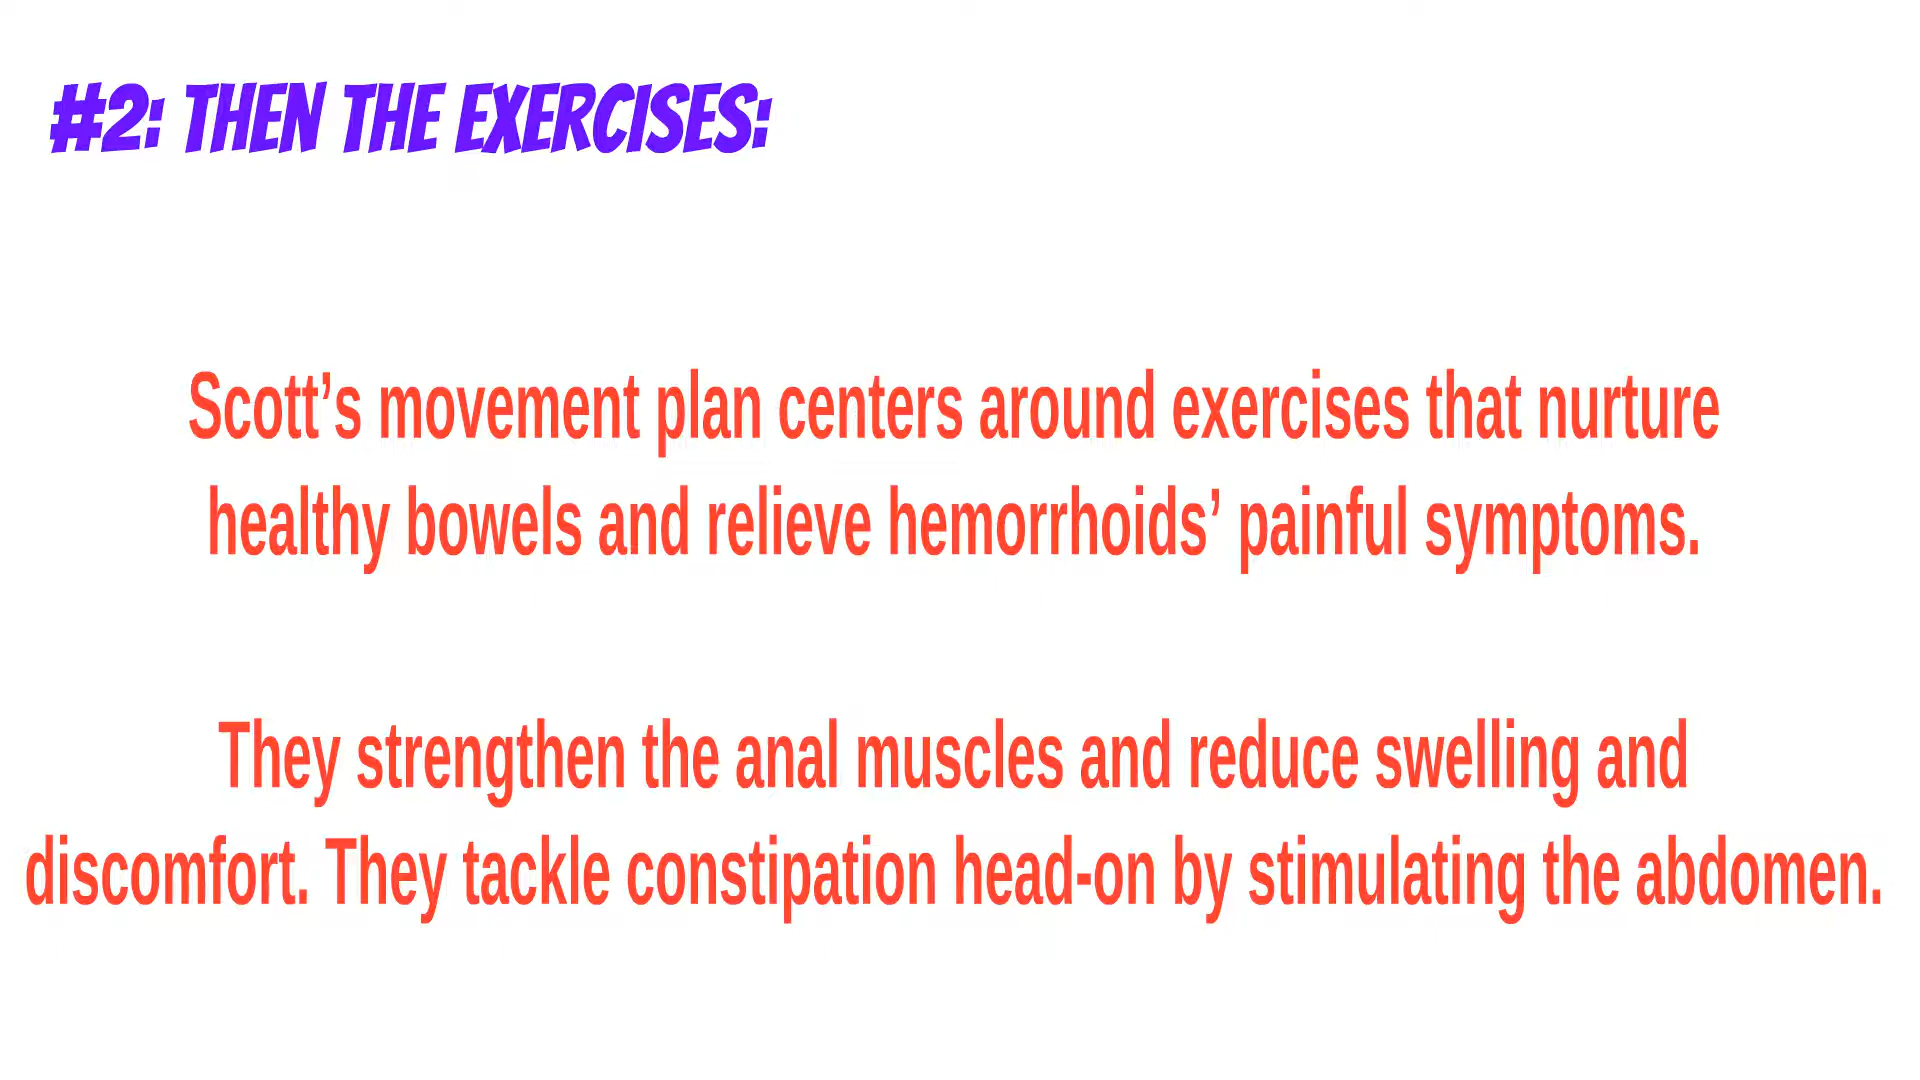 #2: THEN THE EXERCISES:
Scott’s movement plan centers around exercises that nurture
healthy bowels and relieve hemorrhoids’ painful symptoms.
They strengthen the anal muscles and reduce swelling and
discomfort. They tackle constipation head-on by stimulating the abdomen.